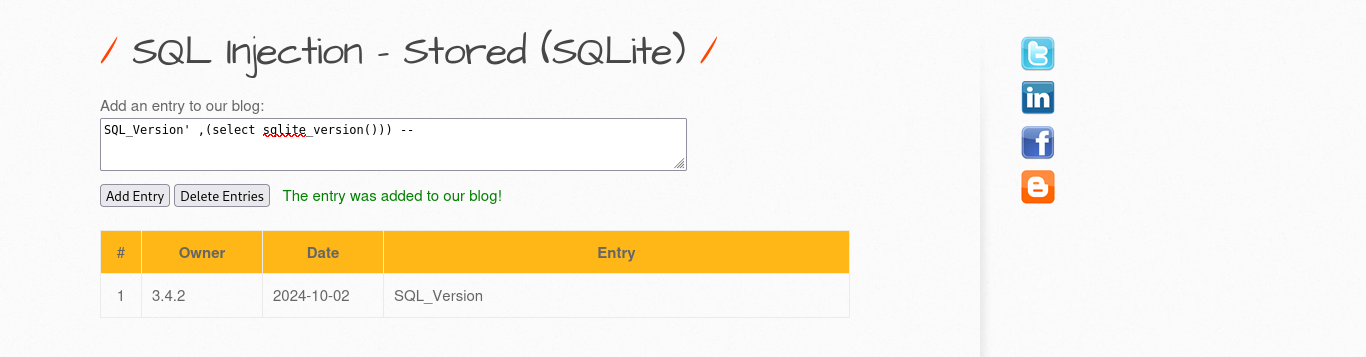 / SQL Injection - Stored (SQLite) /
Add an entry to our blog:
SQL_Version' ,(select sqlite_version())) --
Add Entry Delete Entries The entry was added to our blog!
# Owner Date Entry
1 3.4.2 2024-10-02 SQL_Version
in